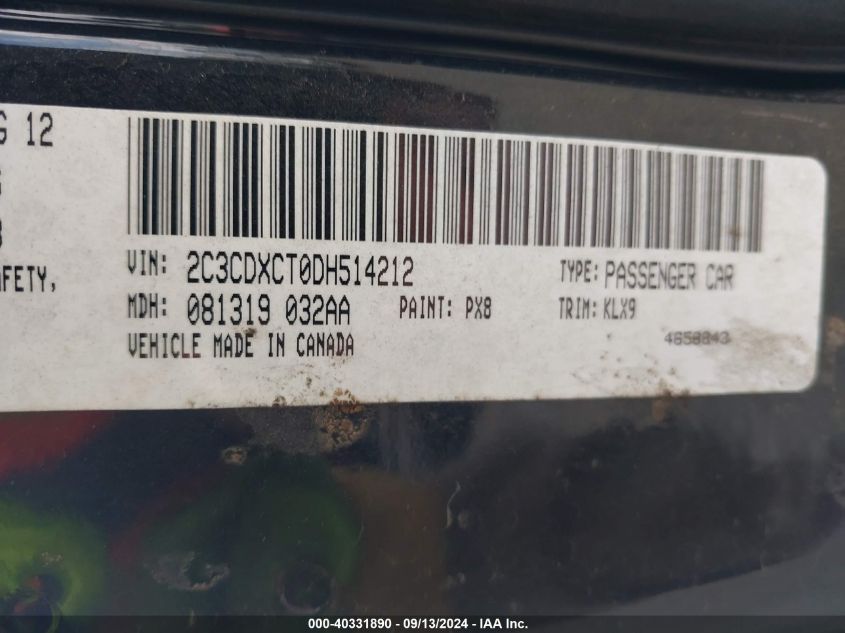 G 12
AFETY,
VIN: 2C3CDXCT0DH514212 TYPE: PASSENGER CAR
MDH: 081319 032AA PAINT: PX8 TRIM: KLX9
VEHICLE MADE IN CANADA
000-40331890 - 09/13/2024 - IAA Inc.